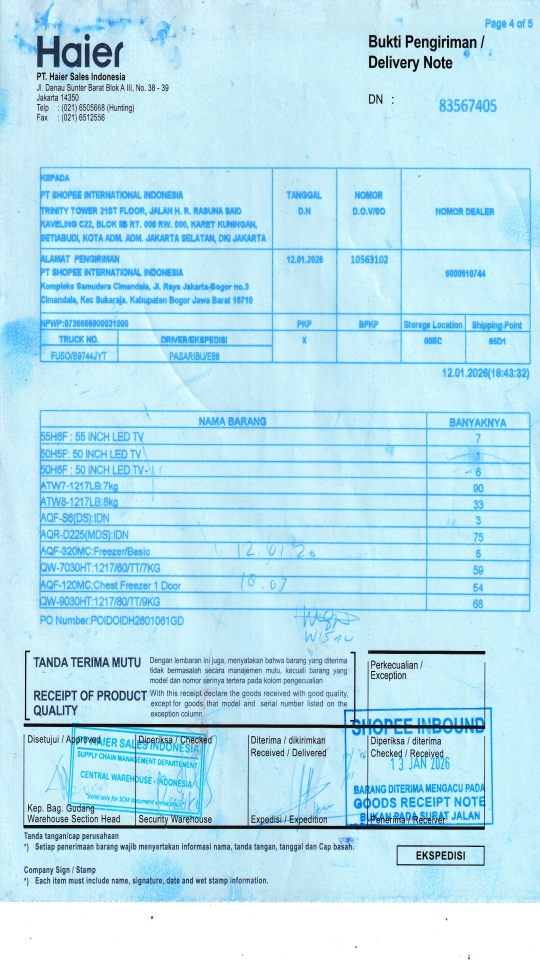 Page 4 of 5
Haier
Bukti Pengiriman /
Delivery Note
PT. Haier Sales Indonesia
Jl. Danau Sunter Barat Blok A III, No. 38 - 39
Jakarta 14350
Telp : (021) 6505668 (Hunting)
Fax : (021) 6512556
DN : 83567405
KEPADA
PT SHOPEE INTERNATIONAL INDONESIA
TRINITY TOWER 21ST FLOOR, JALAN H. R. RASUNA SAID
KAVELING C22, BLOK IIB RT. 000 RW. 000, KARET KUNINGAN,
SETIABUDI, KOTA ADM. ADM. JAKARTA SELATAN, DKI JAKARTA
TANGGAL
D.N
NOMOR
D.O.V/SO
NOMOR DEALER
ALAMAT PENGIRIMAN
PT SHOPEE INTERNATIONAL INDONESIA
Kompleks Samudera Cimandala, Jl. Raya Jakarta-Bogor no.3
Cimandala, Kec Sukaraja. Kabupaten Bogor Jawa Barat 16710
12.01.2026
10563102
6000610744
NPWP:0736666600031000
PKP
BPKP
Storege Location
Shipping Point
TRUCK NO.
DRIVER/EKSPEDISI
X
00EC
85D1
FUSO/B9744JYT
PASARIBU/EB8
12.01.2026(18:43:32)
NAMA BARANG BANYAKNYA
55H6F : 55 INCH LED TV 7
50H5F: 50 INCH LED TV 1
50H6F : 50 INCH LED TV 6
ATW7-1217LB:7kg 90
ATW8-1217LB:8kg 33
AQF-S6(DS):IDN 3
AQR-D225(MDS):IDN 75
AQF-320MC:Freezer/Basic 12.01.26 5
QW-7030HT:1217/60/TT/7KG 59
AQF-120MC:Chest Freezer 1 Door 18.07 54
QW-9030HT:1217/80/TT/9KG 68
PO Number:POIDOIDH2601061GD
TANDA TERIMA MUTU
Dengan lembaran ini juga, menyatakan bahwa barang yang diterima
tidak bermasalah secara manajemen mutu, kecuali barang yang
model dan nomor serinya tertera pada kolom pengecualian
RECEIPT OF PRODUCT
QUALITY
With this receipt declare the goods received with good quality,
except for goods that model and serial number listed on the
exception column
Perkecualian /
Exception
Disetujui / Approved
Diperiksa / Checked
Diterima / dikirimkan
Received / Delivered
Diperiksa / diterima
Checked / Received
PT HAIER SALES INDONESIA
SUPPLY CHAIN MANAGEMENT DEPARTEMENT
CENTRAL WAREHOUSE - INDONESIA
SHOPEE INBOUND
13 JAN 2026
BARANG DITERIMA MENGACU PADA
GOODS RECEIPT NOTE
BUKAN PADA SURAT JALAN
Kep. Bag. Gudang
Warehouse Section Head
Security Warehouse
Expedisi / Expedition
Penerima / Receiver
Tanda tangan/cap perusahaan
*) Setiap penerimaan barang wajib menyertakan informasi nama, tanda tangan, tanggal dan Cap basah.
EKSPEDISI
Company Sign / Stamp
*) Each item must include name, signature, date and wet stamp information.